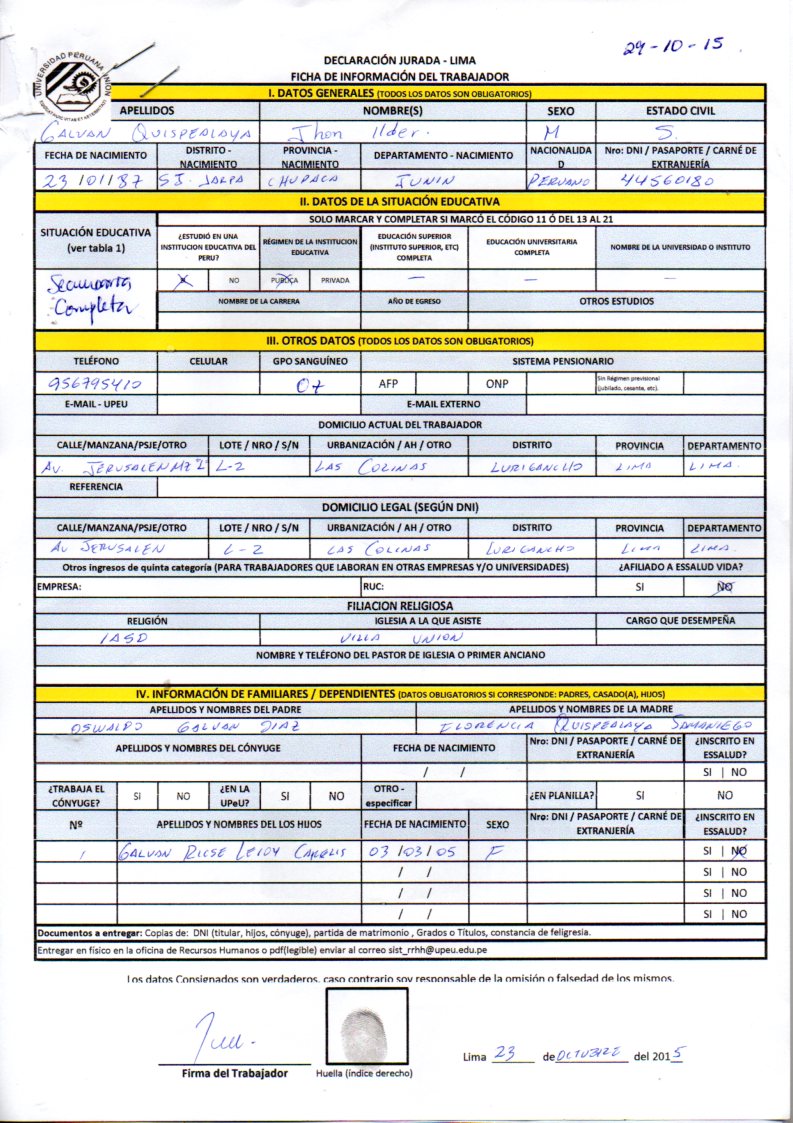 29-10-15
UNIVERSIDAD PERUANA UNION
DECLARACIÓN JURADA - LIMA
FICHA DE INFORMACIÓN DEL TRABAJADOR
I. DATOS GENERALES (TODOS LOS DATOS SON OBLIGATORIOS)
APELLIDOS NOMBRE(S) SEXO ESTADO CIVIL
GALVAN QUISPEALAYA Jhon Ilder. M S.
FECHA DE NACIMIENTO DISTRITO - NACIMIENTO PROVINCIA - NACIMIENTO DEPARTAMENTO - NACIMIENTO NACIONALIDAD Nro: DNI / PASAPORTE / CARNÉ DE EXTRANJERÍA
23/01/87 S.J. JARPA CHUPACA JUNIN PERUANO 44560180
II. DATOS DE LA SITUACIÓN EDUCATIVA
SITUACIÓN EDUCATIVA (ver tabla 1) SOLO MARCAR Y COMPLETAR SI MARCÓ EL CÓDIGO 11 Ó DEL 13 AL 21
¿ESTUDIÓ EN UNA INSTITUCION EDUCATIVA DEL PERU? RÉGIMEN DE LA INSTITUCION EDUCATIVA EDUCACIÓN SUPERIOR (INSTITUTO SUPERIOR, ETC) COMPLETA EDUCACIÓN UNIVERSITARIA COMPLETA NOMBRE DE LA UNIVERSIDAD O INSTITUTO
Secundaria Completa X NO PUBLICA PRIVADA — — —
NOMBRE DE LA CARRERA AÑO DE EGRESO OTROS ESTUDIOS
III. OTROS DATOS (TODOS LOS DATOS SON OBLIGATORIOS)
TELÉFONO CELULAR GPO SANGUÍNEO SISTEMA PENSIONARIO
956795410 O+ AFP ONP Sin Régimen previsional (jubilado, cesante, etc).
E-MAIL - UPEU E-MAIL EXTERNO
DOMICILIO ACTUAL DEL TRABAJADOR
CALLE/MANZANA/PSJE/OTRO LOTE / NRO / S/N URBANIZACIÓN / AH / OTRO DISTRITO PROVINCIA DEPARTAMENTO
AV. JERUSALEN MZ L-2 LAS COLINAS LURIGANCHO LIMA LIMA.
REFERENCIA
DOMICILIO LEGAL (SEGÚN DNI)
CALLE/MANZANA/PSJE/OTRO LOTE / NRO / S/N URBANIZACIÓN / AH / OTRO DISTRITO PROVINCIA DEPARTAMENTO
AV JERUSALEN L-2 LAS COLINAS LURIGANCHO LIMA LIMA.
Otros ingresos de quinta categoría (PARA TRABAJADORES QUE LABORAN EN OTRAS EMPRESAS Y/O UNIVERSIDADES) ¿AFILIADO A ESSALUD VIDA?
EMPRESA: RUC: SI NO
FILIACION RELIGIOSA
RELIGIÓN IGLESIA A LA QUE ASISTE CARGO QUE DESEMPEÑA
IASD VILLA UNION
NOMBRE Y TELÉFONO DEL PASTOR DE IGLESIA O PRIMER ANCIANO
IV. INFORMACIÓN DE FAMILIARES / DEPENDIENTES (DATOS OBLIGATORIOS SI CORRESPONDE: PADRES, CASADO(A), HIJOS)
APELLIDOS Y NOMBRES DEL PADRE APELLIDOS Y NOMBRES DE LA MADRE
OSWALDO GALVAN DIAZ FLORENCIA QUISPEALAYA SAMANIEGO
APELLIDOS Y NOMBRES DEL CÓNYUGE FECHA DE NACIMIENTO Nro: DNI / PASAPORTE / CARNÉ DE EXTRANJERÍA ¿INSCRITO EN ESSALUD?
/ / SI | NO
¿TRABAJA EL CÓNYUGE? SI NO ¿EN LA UPeU? SI NO OTRO - especificar ¿EN PLANILLA? SI NO
Nº APELLIDOS Y NOMBRES DEL LOS HIJOS FECHA DE NACIMIENTO SEXO Nro: DNI / PASAPORTE / CARNÉ DE EXTRANJERÍA ¿INSCRITO EN ESSALUD?
1 GALVAN 03/03/05 F SI | NO
/ / SI | NO
/ / SI | NO
/ / SI | NO
Documentos a entregar: Copias de: DNI (titular, hijos, cónyuge), partida de matrimonio , Grados o Títulos, constancia de feligresia.
Entregar en físico en la oficina de Recursos Humanos o pdf(legible) enviar al correo sist_rrhh@upeu.edu.pe
Los datos Consignados son verdaderos, caso contrario soy responsable de la omisión o falsedad de los mismos.
Lima 23 de OCTUBRE del 2015
Firma del Trabajador Huella (índice derecho)